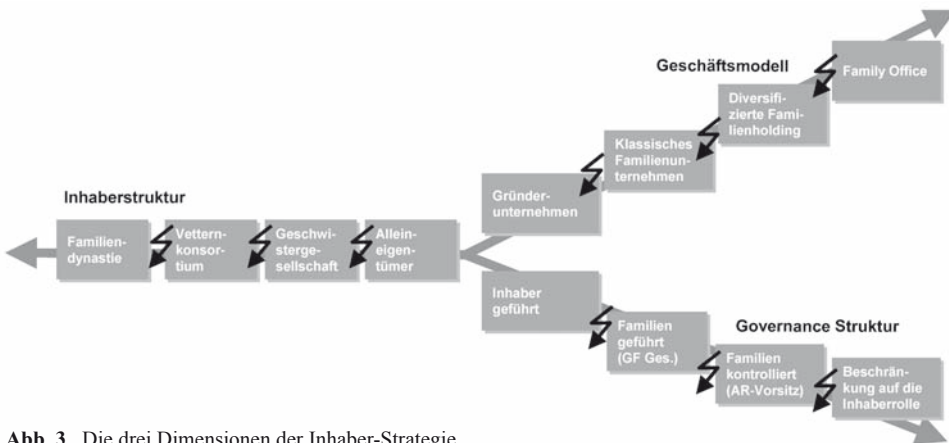 Geschäftsmodell
Family Office
Diversifi-
zierte Fami-
lienholding
Klassisches
Familienun-
ternehmen
Gründer-
unternehmen
Inhaberstruktur
Familien-
dynastie
Vettern-
konsor-
tium
Geschwi-
sterge-
sellschaft
Allein-
eigen-
tümer
Inhaber
geführt
Familien
geführt
(GF Ges.)
Governance Struktur
Familien
kontrolliert
(AR-Vorsitz)
Beschrän-
kung auf die
Inhaberrolle
Abb. 3 Die drei Dimensionen der Inhaber-Strategie